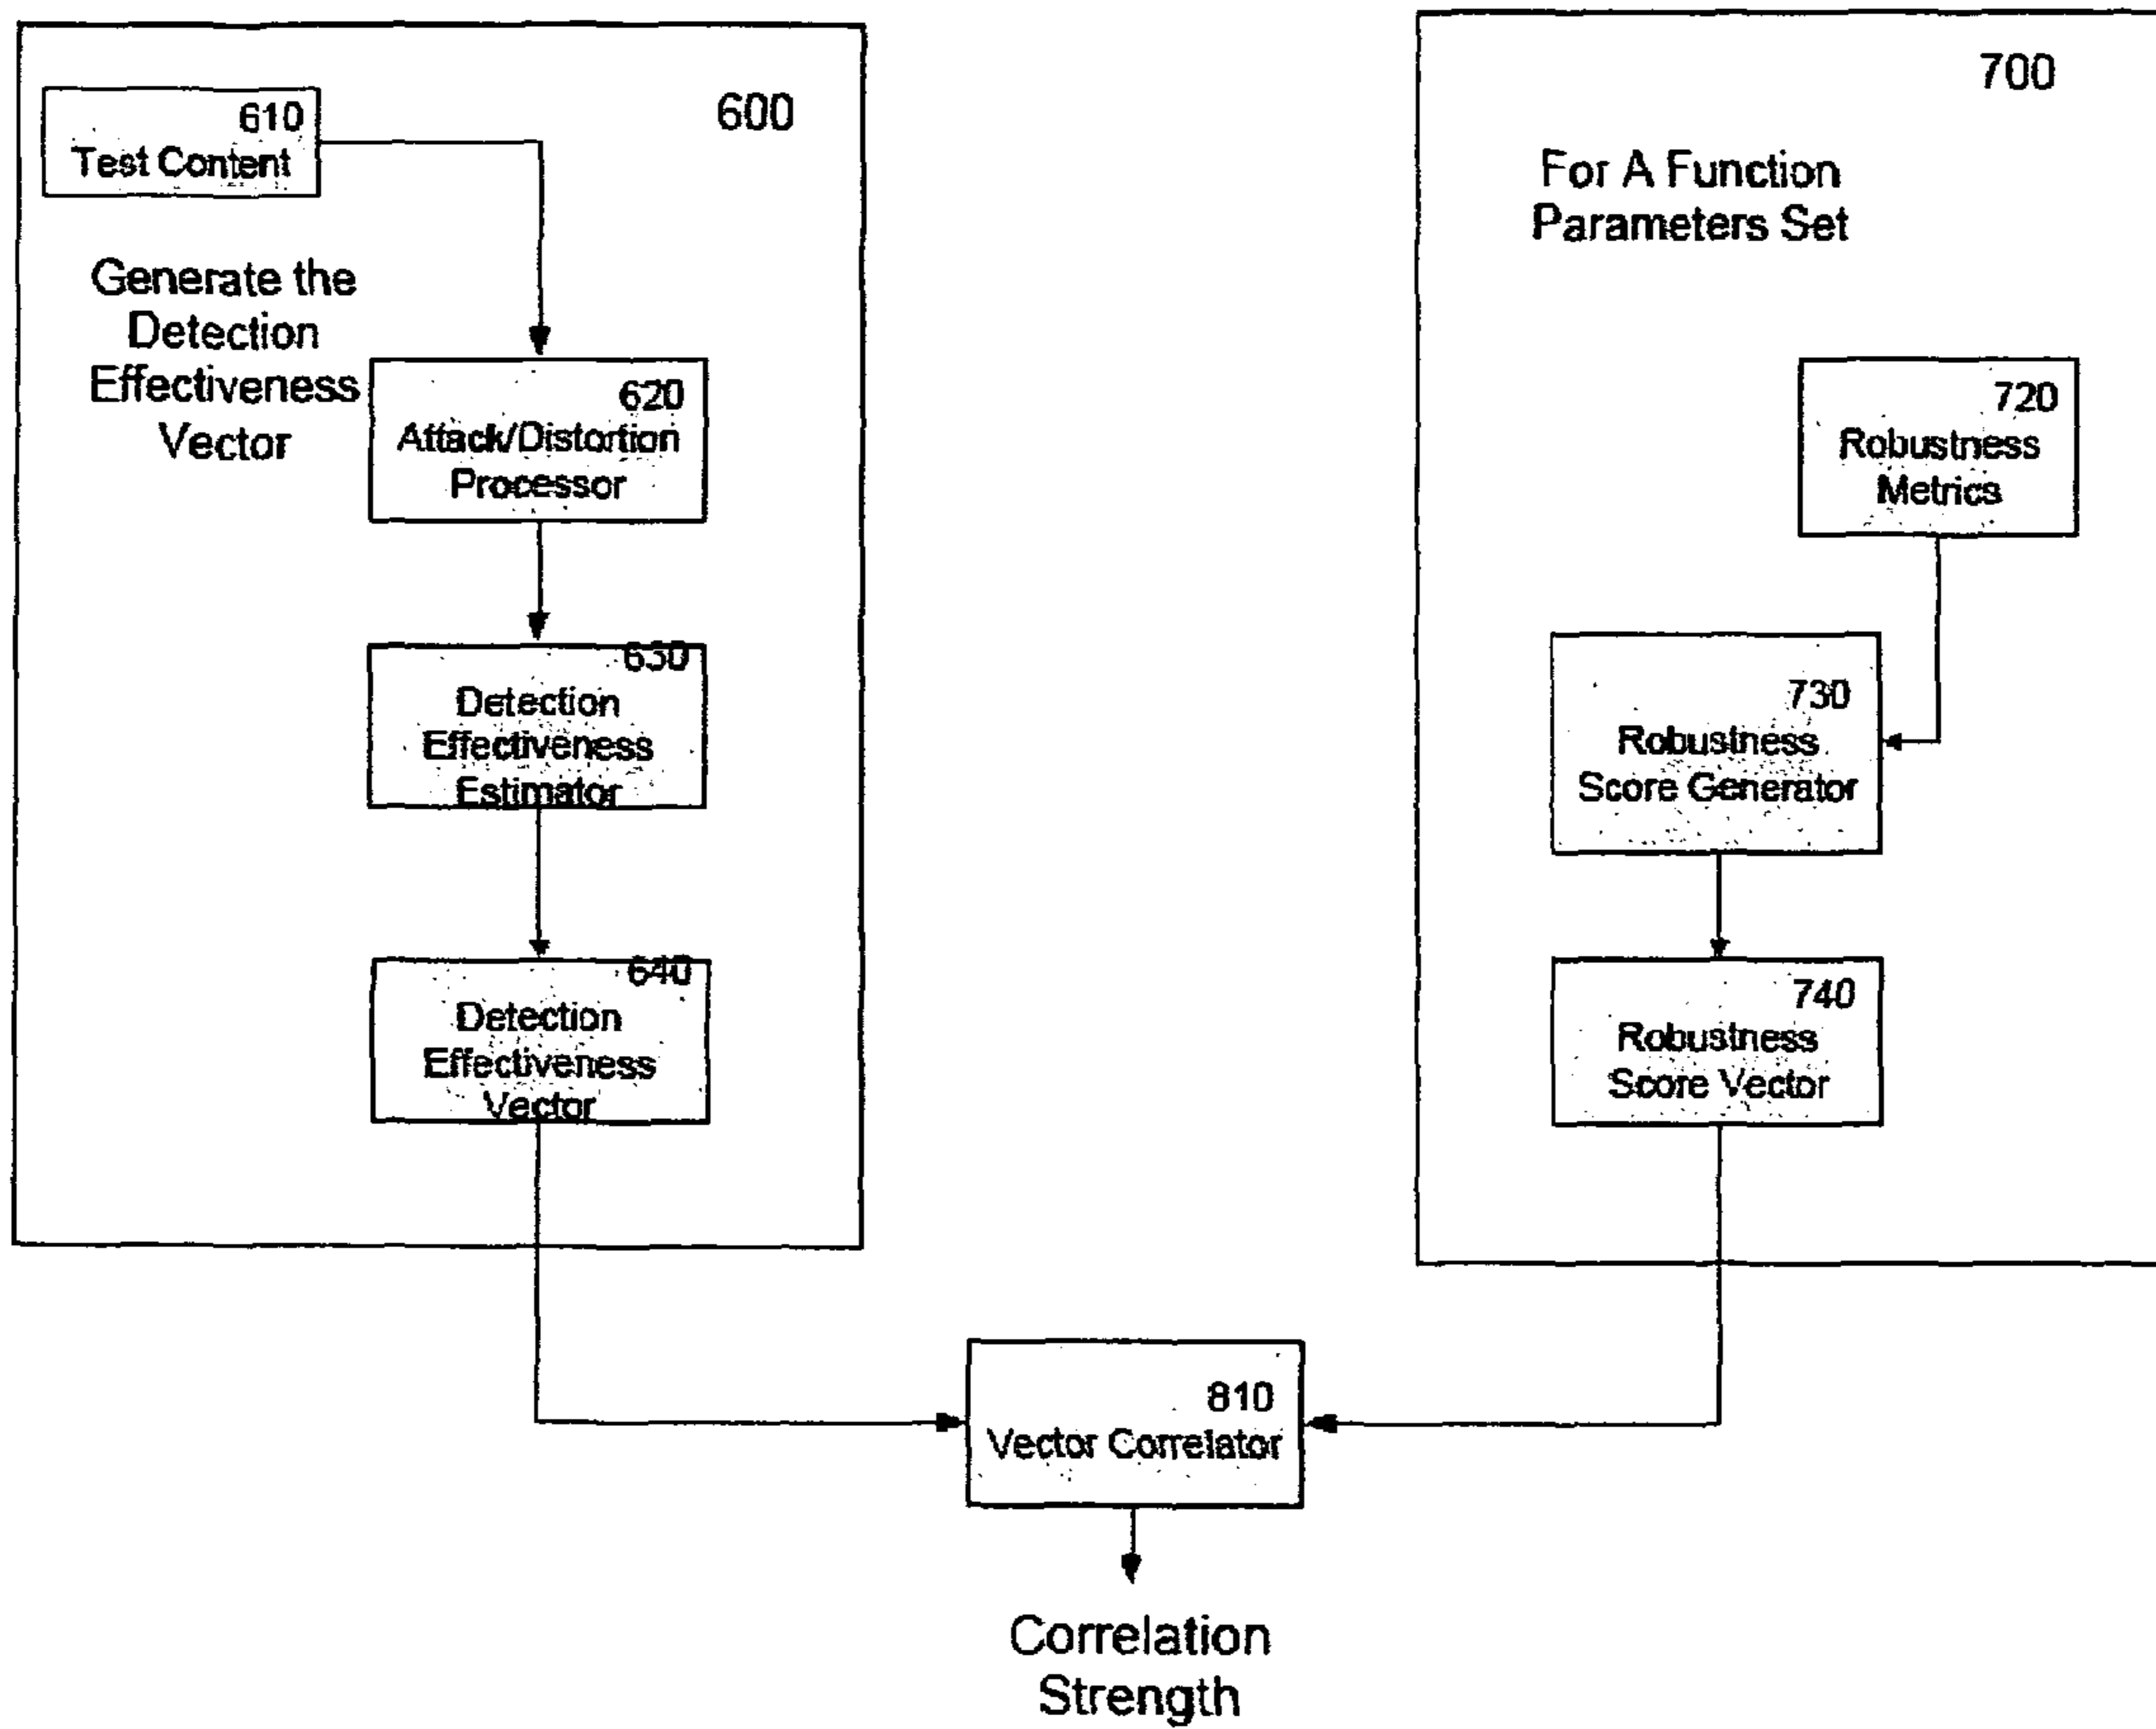 600
610
Test Content
Generate the
Detection
Effectiveness
Vector
620
Attack/Distortion
Processor
630
Detection
Effectiveness
Estimator
640
Detection
Effectiveness
Vector
700
For A Function
Parameters Set
720
Robustness
Metrics
730
Robustness
Score Generator
740
Robustness
Score Vector
810
Vector Correlator
Correlation
Strength